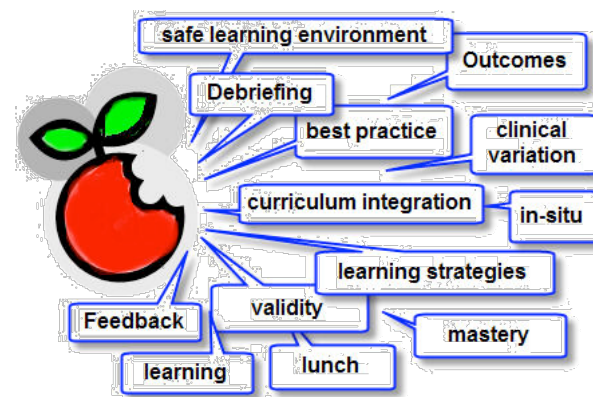 safe learning environment
Outcomes
Debriefing
best practice
clinical
variation
curriculum integration
in-situ
learning strategies
validity
Feedback
mastery
lunch
learning